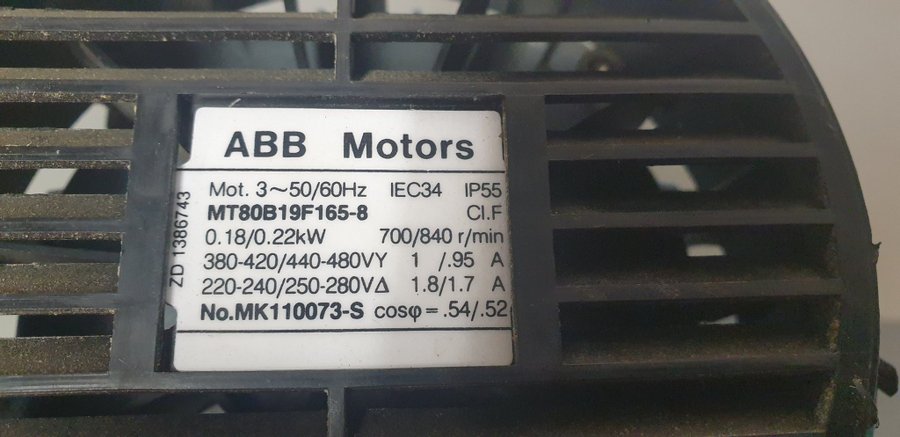 ABB Motors
Mot. 3~50/60Hz IEC34 IP55
MT80B19F165-8 Cl.F
0.18/0.22kW 700/840 r/min
380-420/440-480VY 1 /.95 A
220-240/250-280VΔ 1.8/1.7 A
No.MK110073-S cosφ=.54/.52
ZD 1386743